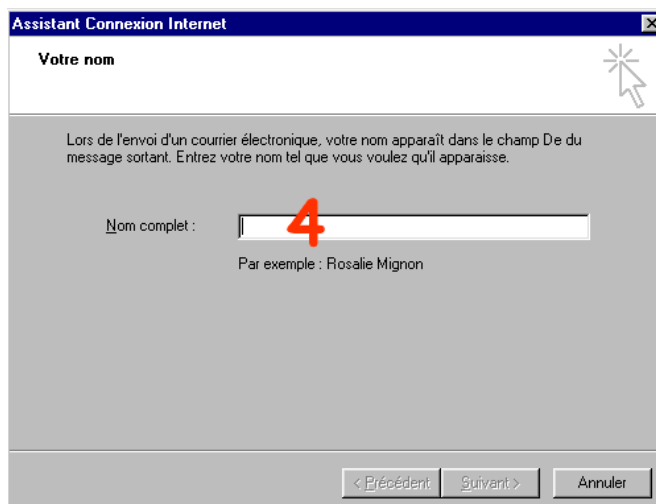 Assistant Connexion Internet
Votre nom
Lors de l'envoi d'un courrier électronique, votre nom apparaît dans le champ De du
message sortant. Entrez votre nom tel que vous voulez qu'il apparaisse.
Nom complet :
4
Par exemple : Rosalie Mignon
< Précédent Suivant > Annuler